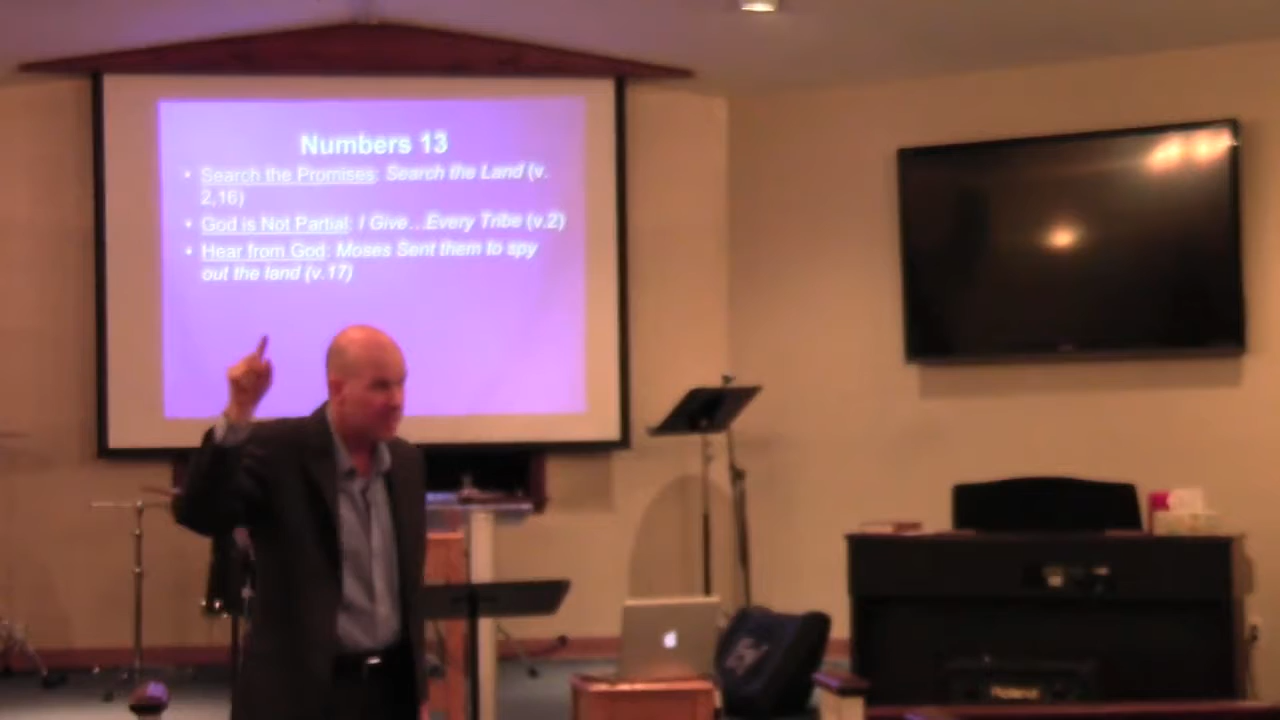 Numbers 13
• Search the Promises: Search the Land (v.
2,16)
• God is Not Partial: I Give...Every Tribe (v.2)
• Hear from God: Moses Sent them to spy
out the land (v.17)
Roland